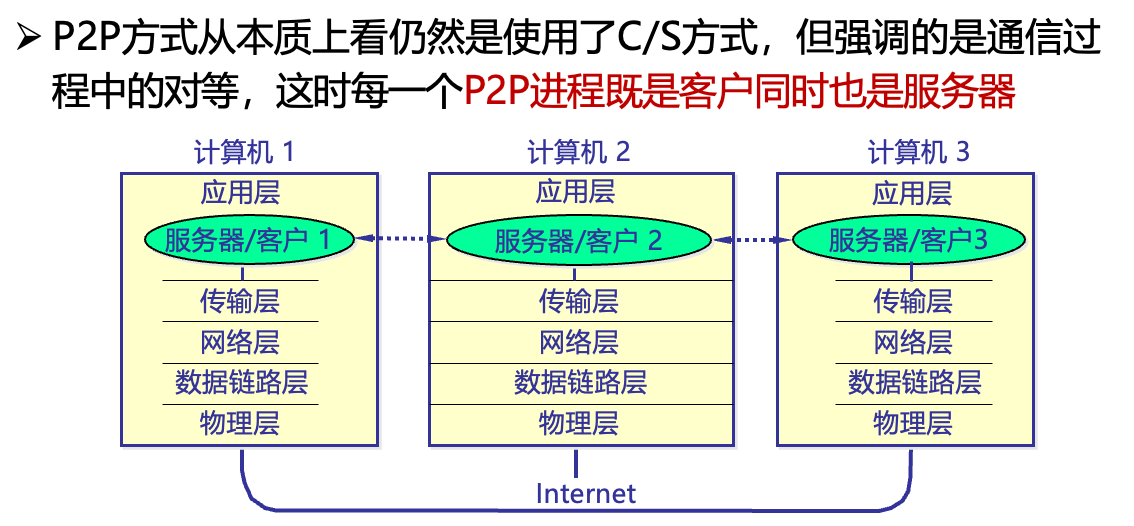 ➢ P2P方式从本质上看仍然是使用了C/S方式，但强调的是通信过
程中的对等，这时每一个P2P进程既是客户同时也是服务器
计算机 1
应用层
服务器/客户 1
传输层
网络层
数据链路层
物理层
计算机 2
应用层
服务器/客户 2
传输层
网络层
数据链路层
物理层
计算机 3
应用层
服务器/客户3
传输层
网络层
数据链路层
物理层
Internet